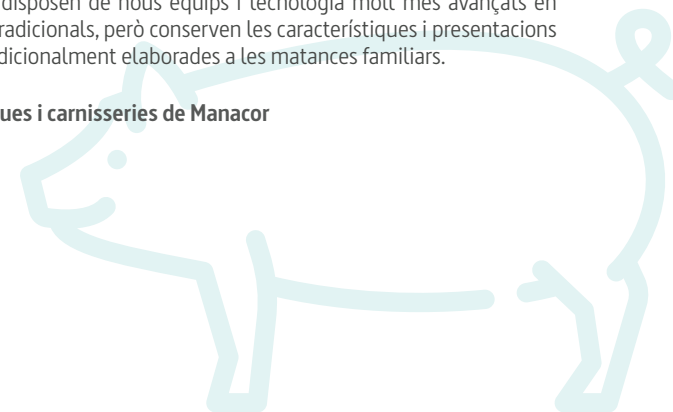 disposen de nous equips i tecnologia molt més avançats en
radicionals, però conserven les característiques i presentacions
dicionalment elaborades a les matances familiars.
ues i carnisseries de Manacor